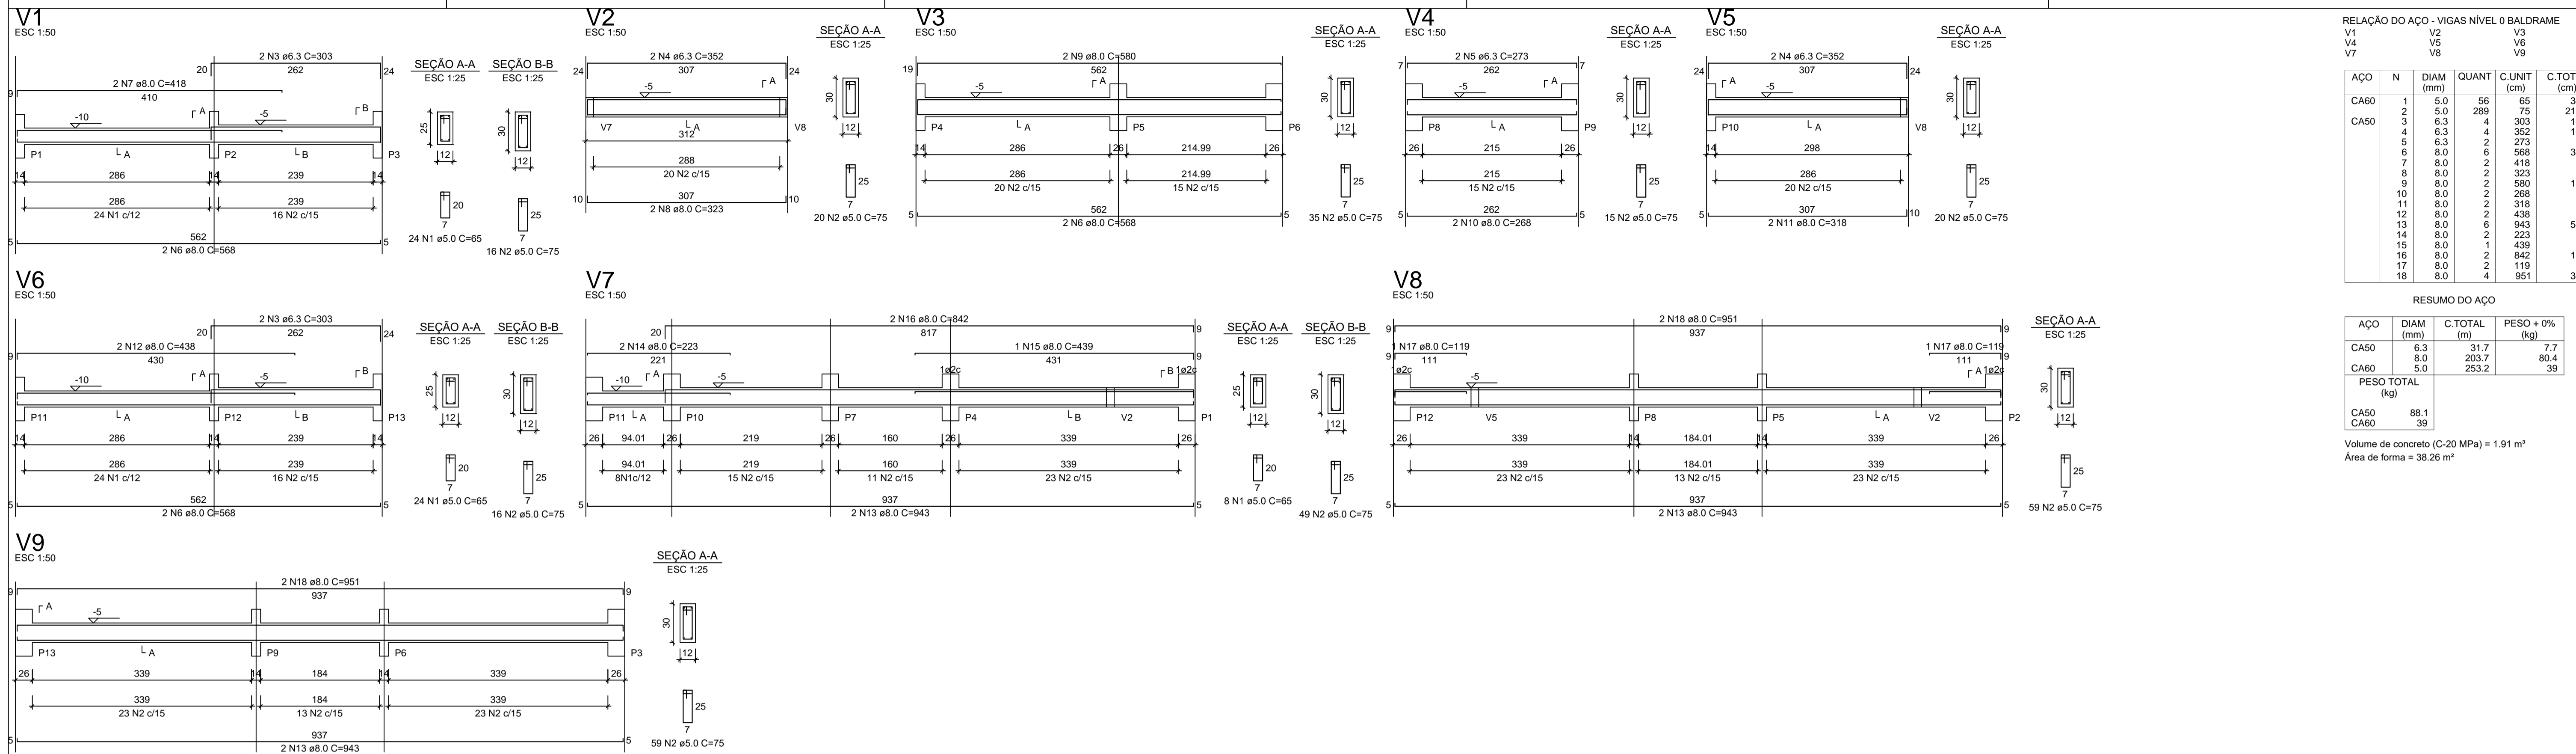 V1
ESC 1:50
2 N3 ø6.3 C=303
20
262
24
2 N7 ø8.0 C=418
9
410
A
B
-10
-5
P1
A
P2
B
P3
14
286
14
239
14
286
239
24 N1 c/12
16 N2 c/15
5
562
5
2 N6 ø8.0 C=568
SEÇÃO A-A
ESC 1:25
25
12
20
7
24 N1 ø5.0 C=65
SEÇÃO B-B
ESC 1:25
30
12
25
7
16 N2 ø5.0 C=75
V2
ESC 1:50
2 N4 ø6.3 C=352
24
307
24
A
-5
V7
A
V8
312
288
20 N2 c/15
10
307
10
2 N8 ø8.0 C=323
SEÇÃO A-A
ESC 1:25
30
12
25
7
20 N2 ø5.0 C=75
V3
ESC 1:50
2 N9 ø8.0 C=580
19
562
A
-5
P4
A
P5
P6
14
286
26
214.99
26
286
214.99
20 N2 c/15
15 N2 c/15
5
562
5
2 N6 ø8.0 C=568
SEÇÃO A-A
ESC 1:25
30
12
25
7
35 N2 ø5.0 C=75
V4
ESC 1:50
2 N5 ø6.3 C=273
7
262
7
A
-5
P8
A
P9
26
215
26
215
15 N2 c/15
5
262
5
2 N10 ø8.0 C=268
SEÇÃO A-A
ESC 1:25
30
12
25
7
15 N2 ø5.0 C=75
V5
ESC 1:50
2 N4 ø6.3 C=352
24
307
24
A
-5
P10
A
V8
14
298
286
20 N2 c/15
5
307
10
2 N11 ø8.0 C=318
SEÇÃO A-A
ESC 1:25
30
12
25
7
20 N2 ø5.0 C=75
V6
ESC 1:50
2 N3 ø6.3 C=303
20
262
24
2 N12 ø8.0 C=438
9
430
A
B
-10
-5
P11
A
P12
B
P13
14
286
14
239
14
286
239
24 N1 c/12
16 N2 c/15
5
562
5
2 N6 ø8.0 C=568
SEÇÃO A-A
ESC 1:25
25
12
20
7
24 N1 ø5.0 C=65
SEÇÃO B-B
ESC 1:25
30
12
25
7
16 N2 ø5.0 C=75
V7
ESC 1:50
2 N16 ø8.0 C=842
20
817
9
2 N14 ø8.0 C=223
1 N15 ø8.0 C=439
221
431
9
1ø2c
1ø2c
A
B
-10
-5
P11
A
P10
P7
P4
B
V2
P1
26
94.01
26
219
26
160
26
339
26
94.01
219
160
339
8N1c/12
15 N2 c/15
11 N2 c/15
23 N2 c/15
5
937
5
2 N13 ø8.0 C=943
SEÇÃO A-A
ESC 1:25
25
12
20
7
8 N1 ø5.0 C=65
SEÇÃO B-B
ESC 1:25
30
12
25
7
49 N2 ø5.0 C=75
V8
ESC 1:50
2 N18 ø8.0 C=951
9
937
9
1 N17 ø8.0 C=119
1 N17 ø8.0 C=119
9
111
111
9
1ø2c
A
1ø2c
-5
P12
V5
P8
P5
A
V2
P2
26
339
14
184.01
14
339
26
339
184.01
339
23 N2 c/15
13 N2 c/15
23 N2 c/15
5
937
5
2 N13 ø8.0 C=943
SEÇÃO A-A
ESC 1:25
30
12
25
7
59 N2 ø5.0 C=75
V9
ESC 1:50
2 N18 ø8.0 C=951
9
937
9
A
-5
P13
A
P9
P6
P3
26
339
14
184
14
339
26
339
184
339
23 N2 c/15
13 N2 c/15
23 N2 c/15
5
937
5
2 N13 ø8.0 C=943
SEÇÃO A-A
ESC 1:25
30
12
25
7
59 N2 ø5.0 C=75
RELAÇÃO DO AÇO - VIGAS NÍVEL 0 BALDRAME
V1 V2 V3
V4 V5 V6
V7 V8 V9
AÇO N DIAM QUANT C.UNIT C.TOT
(mm) (cm) (cm)
CA60 1 5.0 56 65 3
2 5.0 289 75 21
CA50 3 6.3 4 303 1
4 6.3 4 352 1
5 6.3 2 273
6 8.0 6 568 3
7 8.0 2 418
8 8.0 2 323
9 8.0 2 580 1
10 8.0 2 268
11 8.0 2 318
12 8.0 2 438
13 8.0 6 943 5
14 8.0 2 223
15 8.0 1 439
16 8.0 2 842 1
17 8.0 2 119
18 8.0 4 951 3
RESUMO DO AÇO
AÇO DIAM C.TOTAL PESO + 0%
(mm) (m) (kg)
CA50 6.3 31.7 7.7
8.0 203.7 80.4
CA60 5.0 253.2 39
PESO TOTAL
(kg)
CA50 88.1
CA60 39
Volume de concreto (C-20 MPa) = 1.91 m³
Área de forma = 38.26 m²